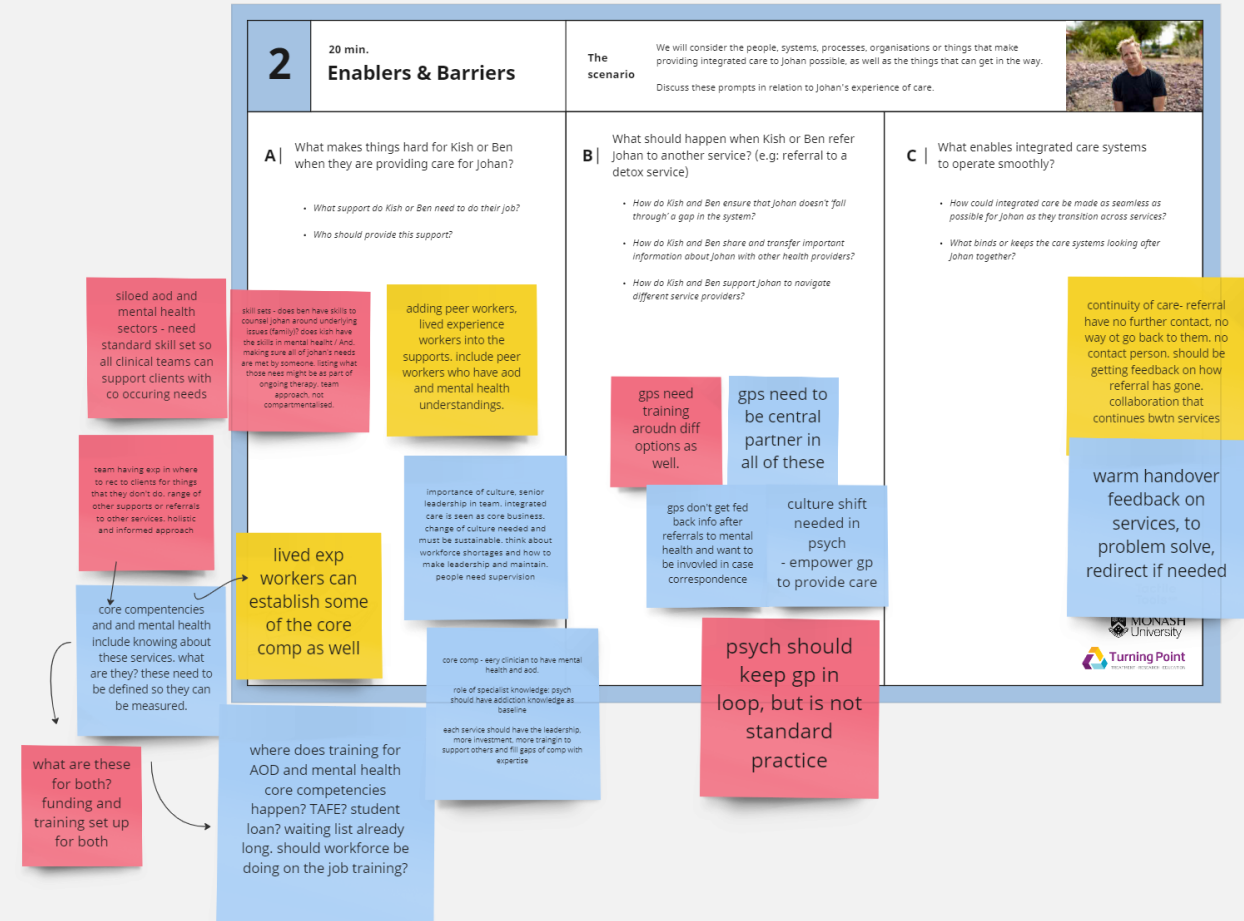 2
20 min.
Enablers & Barriers
The
scenario
We will consider the people, systems, processes, organisations or things that make
providing integrated care to Johan possible, as well as the things that can get in the way.
Discuss these prompts in relation to Johan's experience of care.
A
What makes things hard for Kish or Ben
when they are providing care for Johan?
• What support do Kish or Ben need to do their job?
• Who should provide this support?
B
What should happen when Kish or Ben refer
Johan to another service? (e.g: referral to a
detox service)
• How do Kish and Ben ensure that Johan doesn't 'fall
through' a gap in the system?
• How do Kish and Ben share and transfer important
information about Johan with other health providers?
• How do Kish and Ben support Johan to navigate
different service providers?
C
What enables integrated care systems
to operate smoothly?
• How could integrated care be made as seamless as
possible for Johan as they transition across services?
• What binds or keeps the care systems looking after
Johan together?
siloed aod and
mental health
sectors - need
standard skill set so
all clinical teams can
support clients with
co occuring needs
skill sets - does ben have skills to
counsel johan around underlying
issues (family)? does kish have
the skills in mental healht / And.
making sure all of johan's needs
are met by someone. listing what
those nees might be as part of
ongoing therapy. team
approach, not
compartmentalised.
adding peer workers,
lived experience
workers into the
supports. include peer
workers who have aod
and mental health
understandings.
team having exp in where
to rec to clients for things
that they don't do. range of
other supports or referrals
to other services. holistic
and informed approach
lived exp
workers can
establish some
of the core
comp as well
importance of culture, senior
leadership in team. integrated
care is seen as core business.
change of culture needed and
must be sustainable. think about
workforce shortages and how to
make leadership and maintain.
people need supervision
core compentencies
and and mental health
include knowing about
these services. what
are they? these need to
be defined so they can
be measured.
core comp - eery clinician to have mental
health and aod.
role of specialist knowledge: psych
should have addiction knowledge as
baseline
each service should have the leadership,
more investment, more traingin to
support others and fill gaps of comp with
expertise
what are these
for both?
funding and
training set up
for both
where does training for
AOD and mental health
core competencies
happen? TAFE? student
loan? waiting list already
long. should workforce be
doing on the job training?
gps need
training
aroudn diff
options as
well.
gps need to
be central
partner in
all of these
gps don't get fed
back info after
referrals to mental
health and want to
be invovled in case
correspondence
culture shift
needed in
psych
- empower gp
to provide care
psych should
keep gp in
loop, but is not
standard
practice
continuity of care- referral
have no further contact, no
way ot go back to them. no
contact person. should be
getting feedback on how
referral has gone.
collaboration that
continues bwtn services
warm handover
feedback on
services, to
problem solve,
redirect if needed
MONASH
University
Turning Point